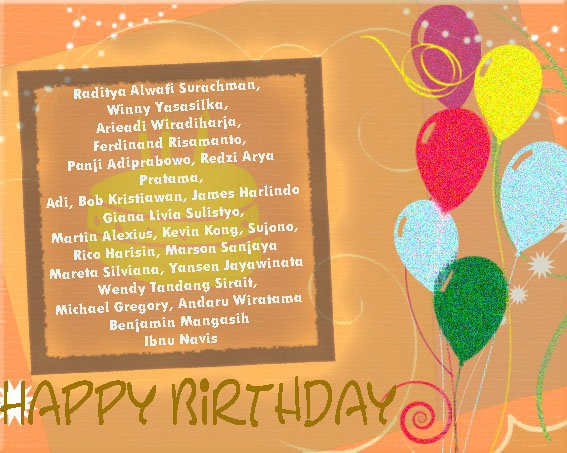 Raditya Alwafi Surachman,
Winny Yasasilka,
Arieadi Wiradiharja,
Ferdinand Risamanto,
Panji Adiprabowo, Redzi Arya
Pratama,
Adi, Bob Kristiawan, James Harlindo
Giana Livia Sulistyo,
Martin Alexius, Kevin Kong, Sujono,
Rico Harisin, Marson Sanjaya
Mareta Silviana, Yansen Jayawinata
Wendy Tandang Sirait,
Michael Gregory, Andaru Wiratama
Benjamin Mangasih
Ibnu Navis
HAPPY BiRTHDAY